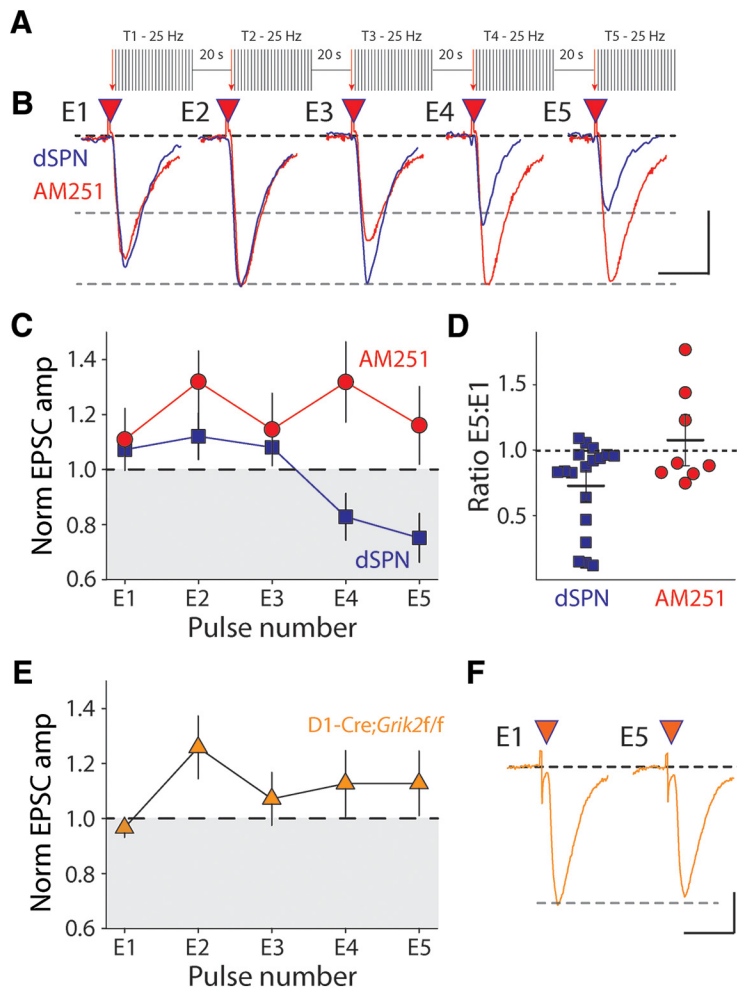 A
T1 - 25 Hz
20 s
T2 - 25 Hz
20 s
T3 - 25 Hz
20 s
T4 - 25 Hz
20 s
T5 - 25 Hz
B
E1
E2
E3
E4
E5
dSPN
AM251
C
Norm EPSC amp
1.4
1.2
1.0
0.8
0.6
AM251
dSPN
E1 E2 E3 E4 E5
Pulse number
D
Ratio E5:E1
1.5
1.0
0.5
dSPN AM251
E
Norm EPSC amp
1.4
1.2
1.0
0.8
0.6
D1-Cre;Grik2f/f
E1 E2 E3 E4 E5
Pulse number
F
E1
E5